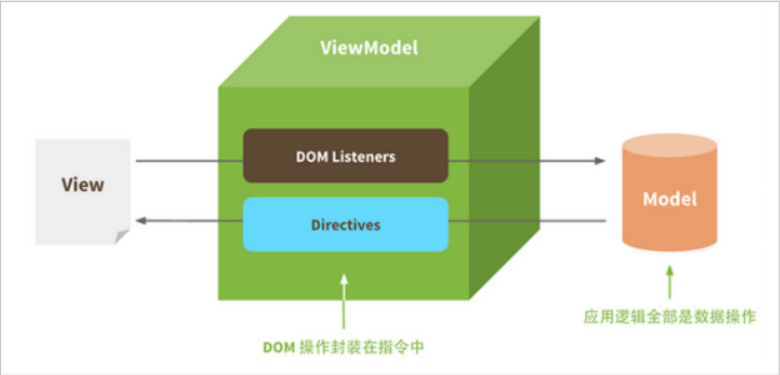 ViewModel
DOM Listeners
View
Model
Directives
应用逻辑全部是数据操作
DOM 操作封装在指令中